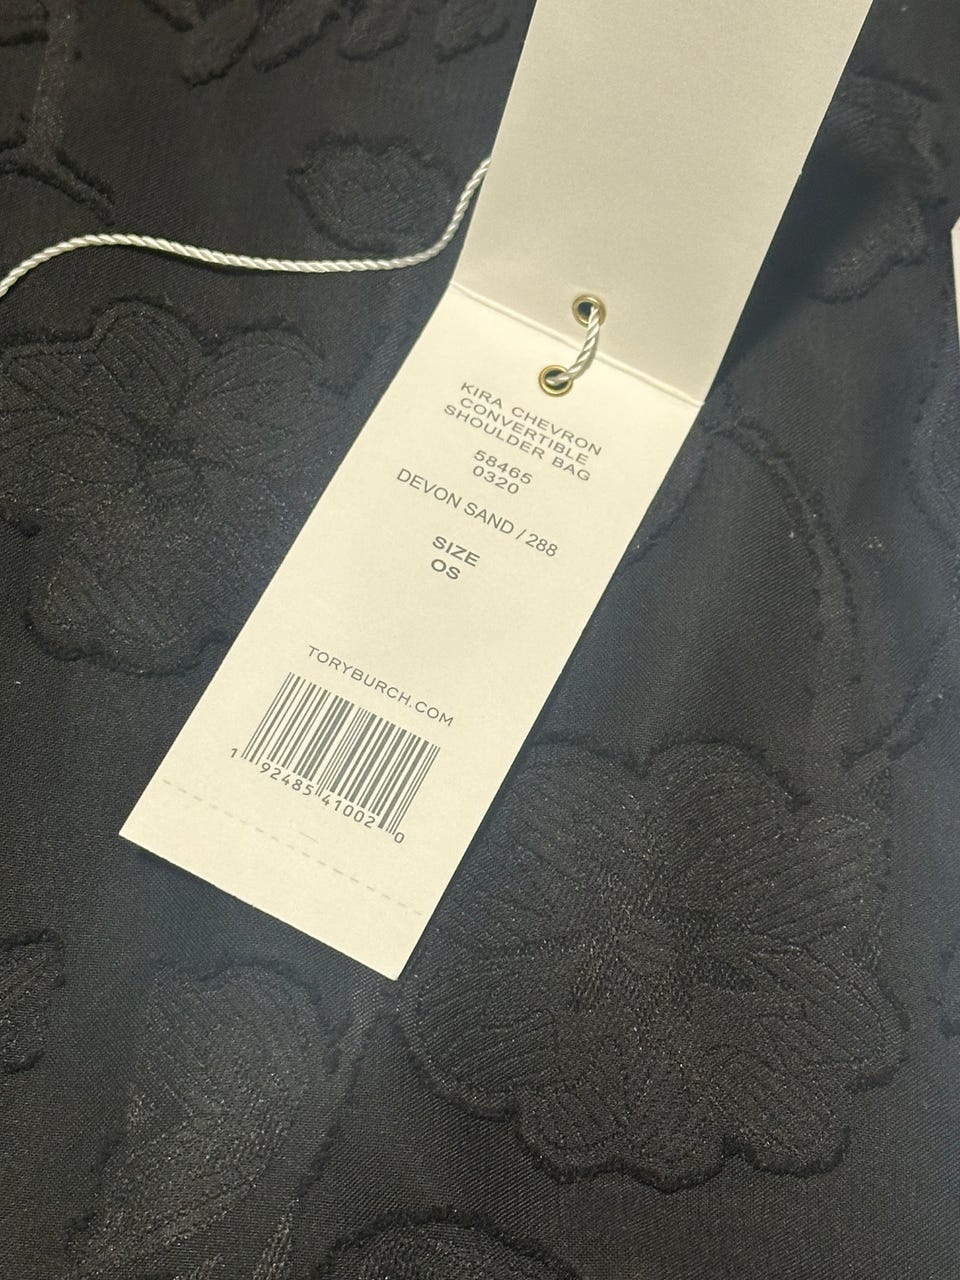 KIRA CHEVRON
CONVERTIBLE
SHOULDER BAG
58465
0320
DEVON SAND / 288
SIZE
OS
TORYBURCH.COM
1 92485 41002 0